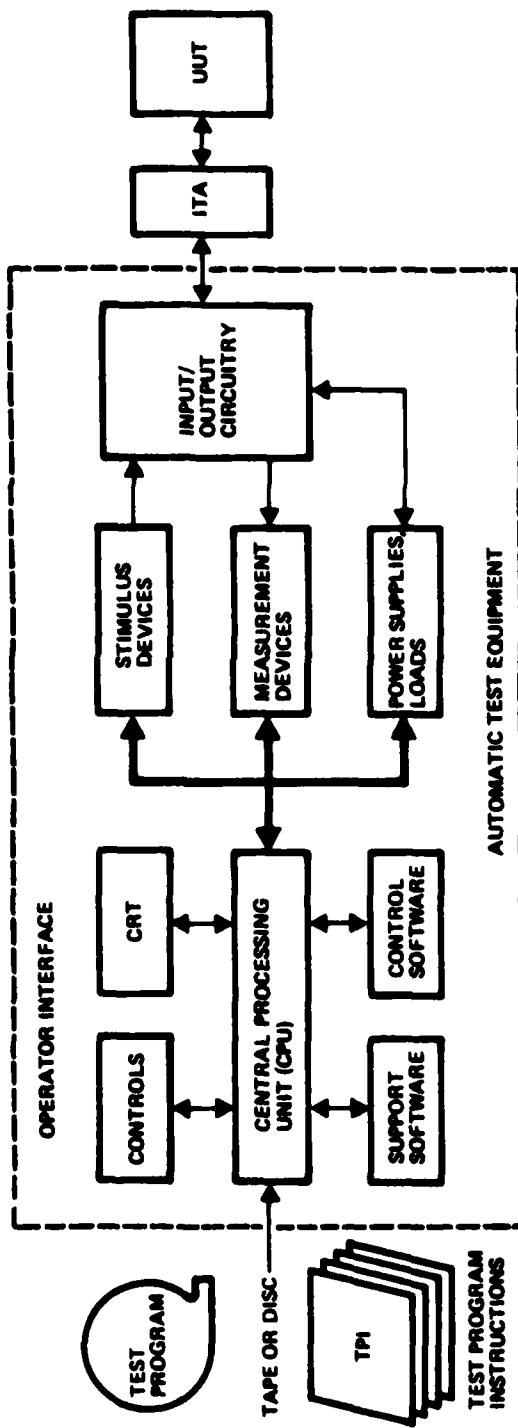 TEST
PROGRAM
TAPE OR DISC
TPI
TEST PROGRAM
INSTRUCTIONS
OPERATOR INTERFACE
CONTROLS
CRT
CENTRAL PROCESSING
UNIT (CPU)
SUPPORT
SOFTWARE
CONTROL
SOFTWARE
STIMULUS
DEVICES
MEASUREMENT
DEVICES
POWER SUPPLIES,
LOADS
INPUT/
OUTPUT
CIRCUITRY
AUTOMATIC TEST EQUIPMENT
ITA
UUT